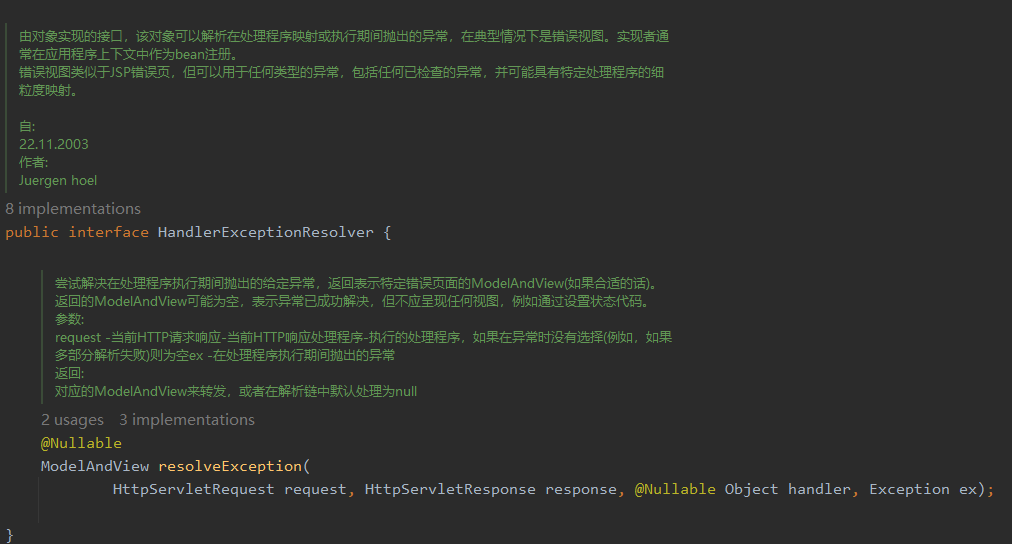 由对象实现的接口，该对象可以解析在处理程序映射或执行期间抛出的异常，在典型情况下是错误视图。实现者通
常在应用程序上下文中作为bean注册。
错误视图类似于JSP错误页，但可以用于任何类型的异常，包括任何已检查的异常，并可能具有特定处理程序的细
粒度映射。
自:
22.11.2003
作者:
Juergen hoel
8 implementations
public interface HandlerExceptionResolver {
尝试解决在处理程序执行期间抛出的给定异常，返回表示特定错误页面的ModelAndView(如果合适的话)。
返回的ModelAndView可能为空，表示异常已成功解决，但不应呈现任何视图，例如通过设置状态代码。
参数:
request -当前HTTP请求响应-当前HTTP响应处理程序-执行的处理程序，如果在异常时没有选择(例如，如果
多部分解析失败)则为空ex -在处理程序执行期间抛出的异常
返回:
对应的ModelAndView来转发，或者在解析链中默认处理为null
2 usages 3 implementations
@Nullable
ModelAndView resolveException(
HttpServletRequest request, HttpServletResponse response, @Nullable Object handler, Exception ex);
}